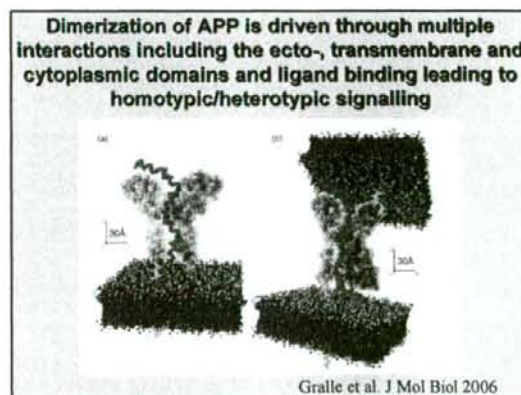 Dimerization of APP is driven through multiple
interactions including the ecto-, transmembrane and
cytoplasmic domains and ligand binding leading to
homotypic/heterotypic signalling
30Å
30Å
Gralle et al. J Mol Biol 2006